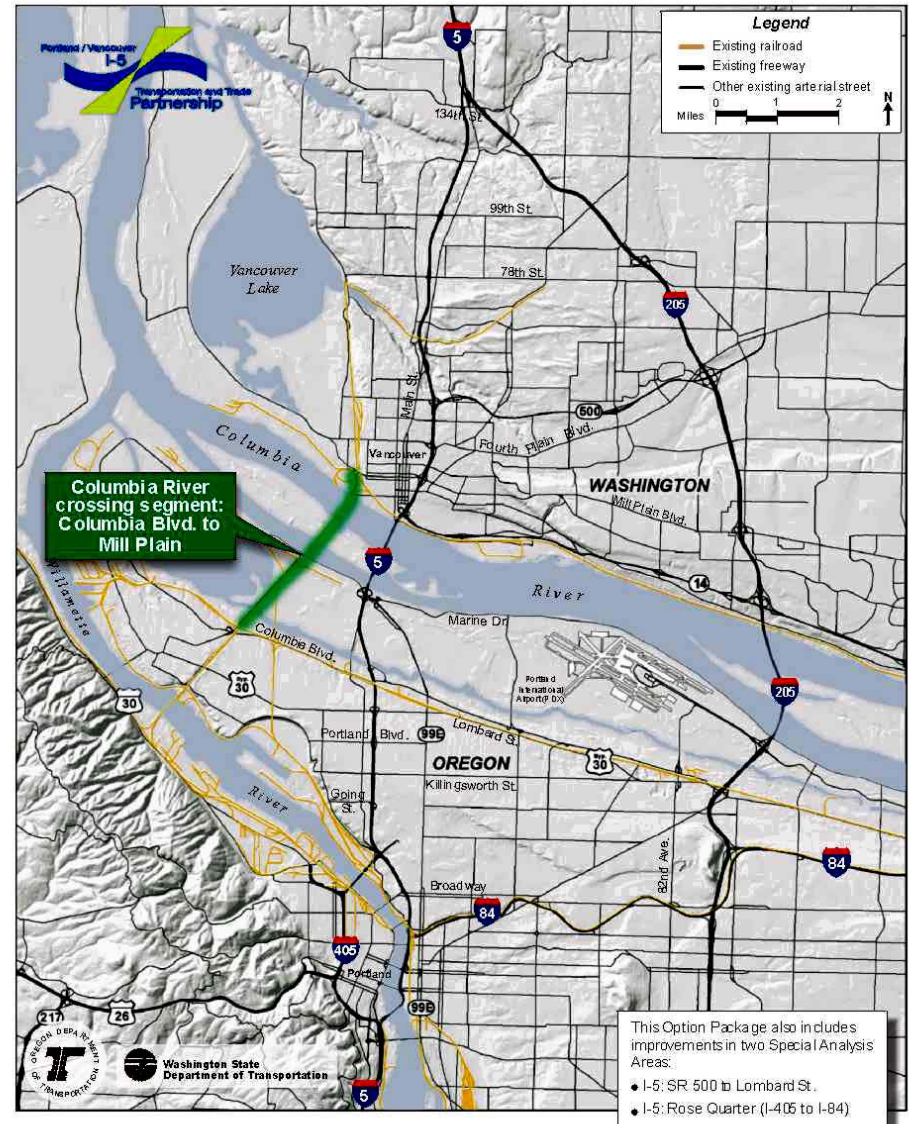 Portland / Vancouver
I-5
Transportation and Trade
Partnership
Legend
Existing railroad
Existing freeway
Other existing arterial street
0 1 2
Miles
N
5
134th St.
99th St.
78th St.
Vancouver
Lake
205
Main St.
500
Fourth Plain Blvd.
Columbia
Vancouver
WASHINGTON
Mill Plain Blvd.
Columbia River
crossing segment:
Columbia Blvd. to
Mill Plain
5
14
River
Willamette
Marine Dr.
Columbia Blvd.
Portland
International
Airport(PDX)
205
30
30
Portland Blvd.
99E
Lombard St.
30
OREGON
Killingsworth St.
Going
St.
River
82nd Ave.
84
Broadway
84
405
Portland
99E
217
26
OREGON DEPARTMENT
OF TRANSPORTATION
Washington State
Department of Transportation
5
This Option Package also includes
improvements in two Special Analysis
Areas:
• I-5: SR 500 to Lombard St.
• I-5: Rose Quarter (I-405 to I-84)